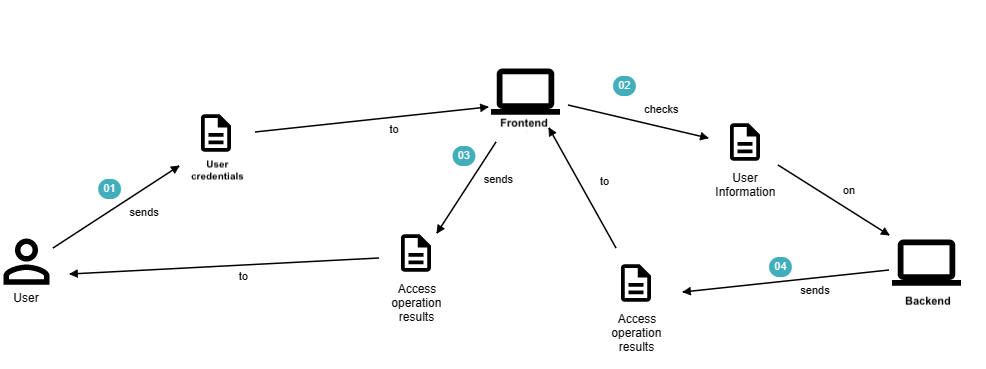 02
checks
Frontend
to
03
sends
User
credentials
01
sends
User
Information
to
on
User
to
Access
operation
results
04
sends
Backend
Access
operation
results